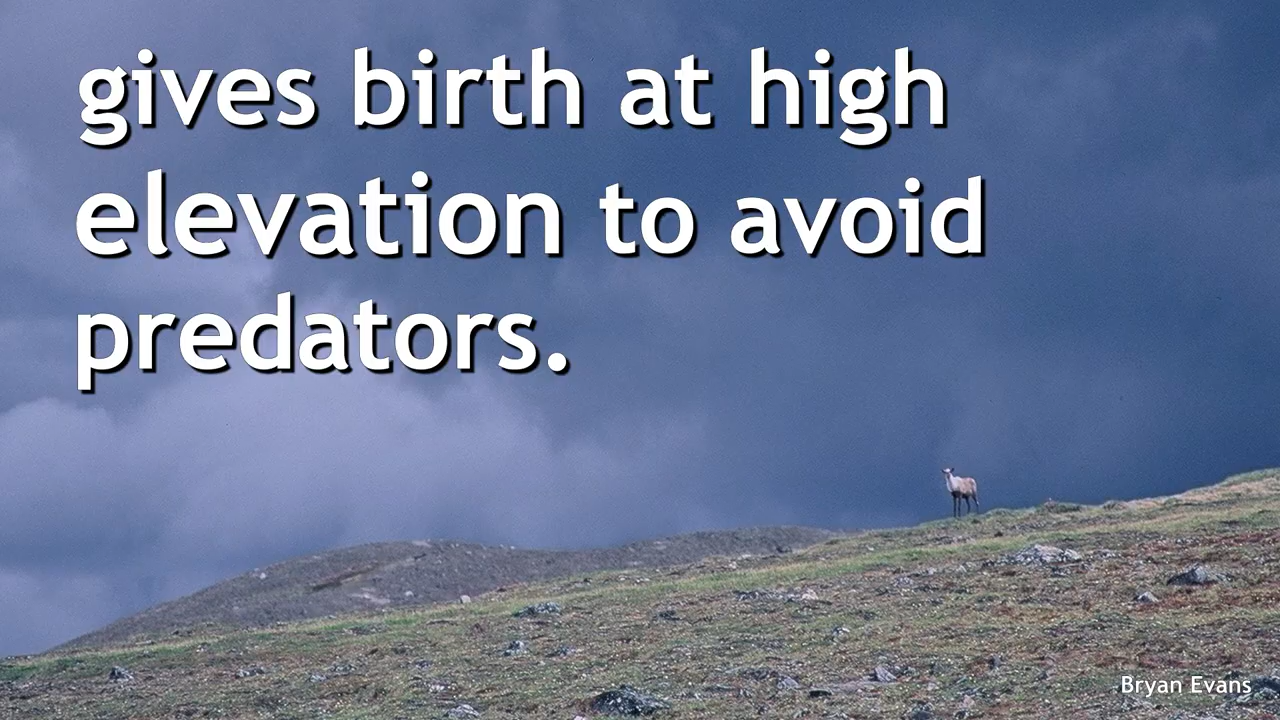 gives birth at high
elevation to avoid
predators.
Bryan Evans